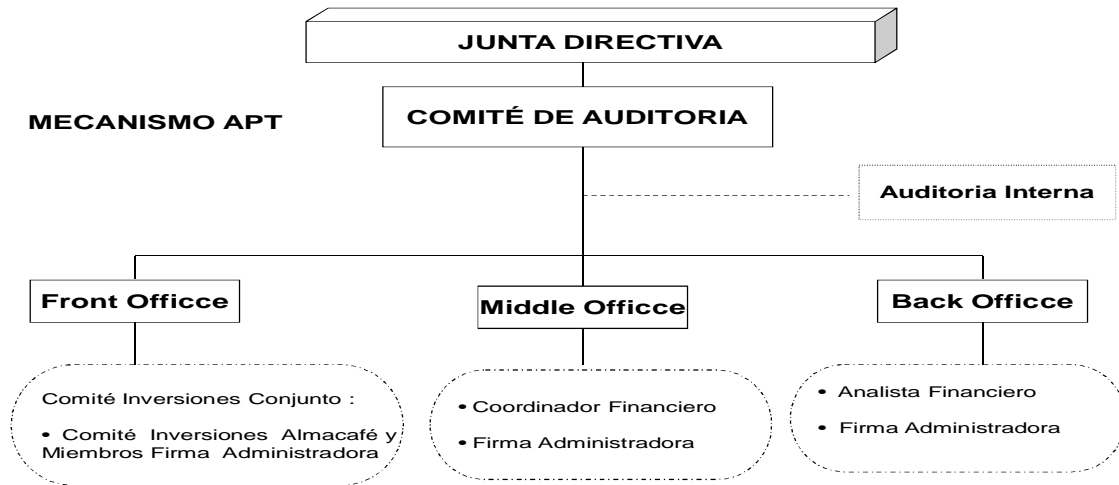 JUNTA DIRECTIVA
MECANISMO APT
COMITÉ DE AUDITORIA
Auditoria Interna
Front Officce
Middle Officce
Back Officce
Comité Inversiones Conjunto :
• Comité Inversiones Almacafé y
Miembros Firma Administradora
• Coordinador Financiero
• Firma Administradora
• Analista Financiero
• Firma Administradora